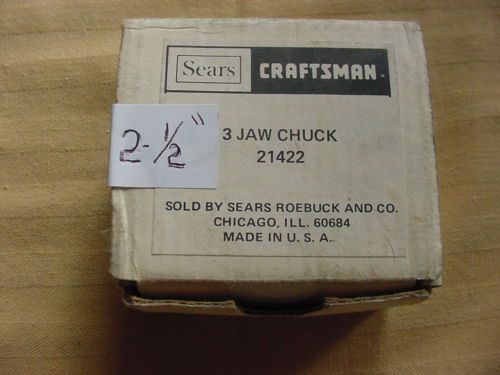 Sears CRAFTSMAN
2-1/2"
3 JAW CHUCK
21422
SOLD BY SEARS ROEBUCK AND CO.
CHICAGO, ILL. 60684
MADE IN U. S. A.